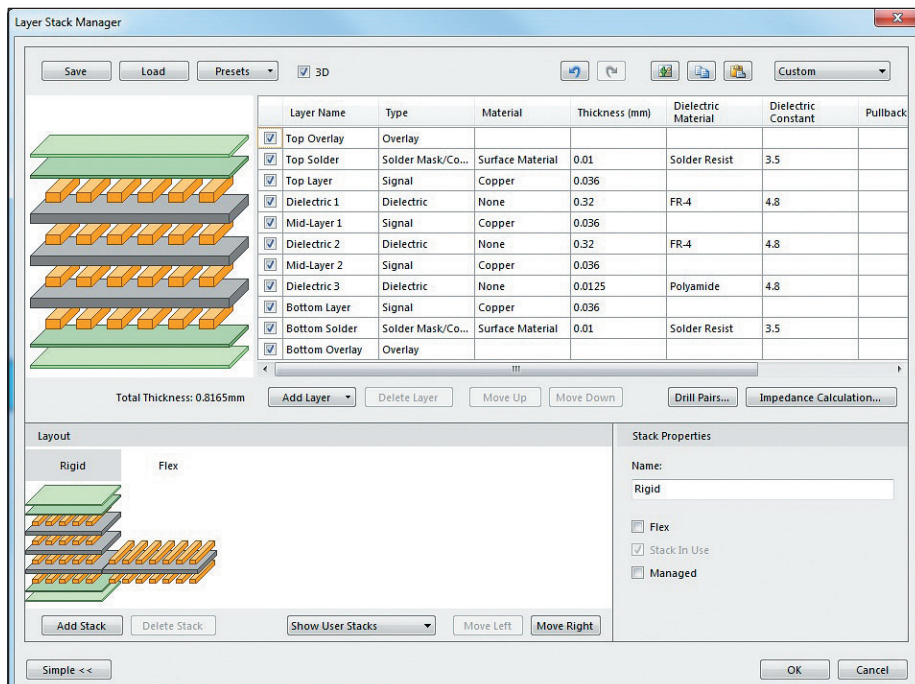 Layer Stack Manager
Save Load Presets 3D Custom
Layer Name Type Material Thickness (mm) Dielectric Material Dielectric Constant Pullback
Top Overlay Overlay
Top Solder Solder Mask/Co... Surface Material 0.01 Solder Resist 3.5
Top Layer Signal Copper 0.036
Dielectric 1 Dielectric None 0.32 FR-4 4.8
Mid-Layer 1 Signal Copper 0.036
Dielectric 2 Dielectric None 0.32 FR-4 4.8
Mid-Layer 2 Signal Copper 0.036
Dielectric 3 Dielectric None 0.0125 Polyamide 4.8
Bottom Layer Signal Copper 0.036
Bottom Solder Solder Mask/Co... Surface Material 0.01 Solder Resist 3.5
Bottom Overlay Overlay
Total Thickness: 0.8165mm Add Layer Delete Layer Move Up Move Down Drill Pairs... Impedance Calculation...
Layout
Rigid Flex
Add Stack Delete Stack Show User Stacks Move Left Move Right
Stack Properties
Name:
Rigid
Flex
Stack In Use
Managed
Simple << OK Cancel